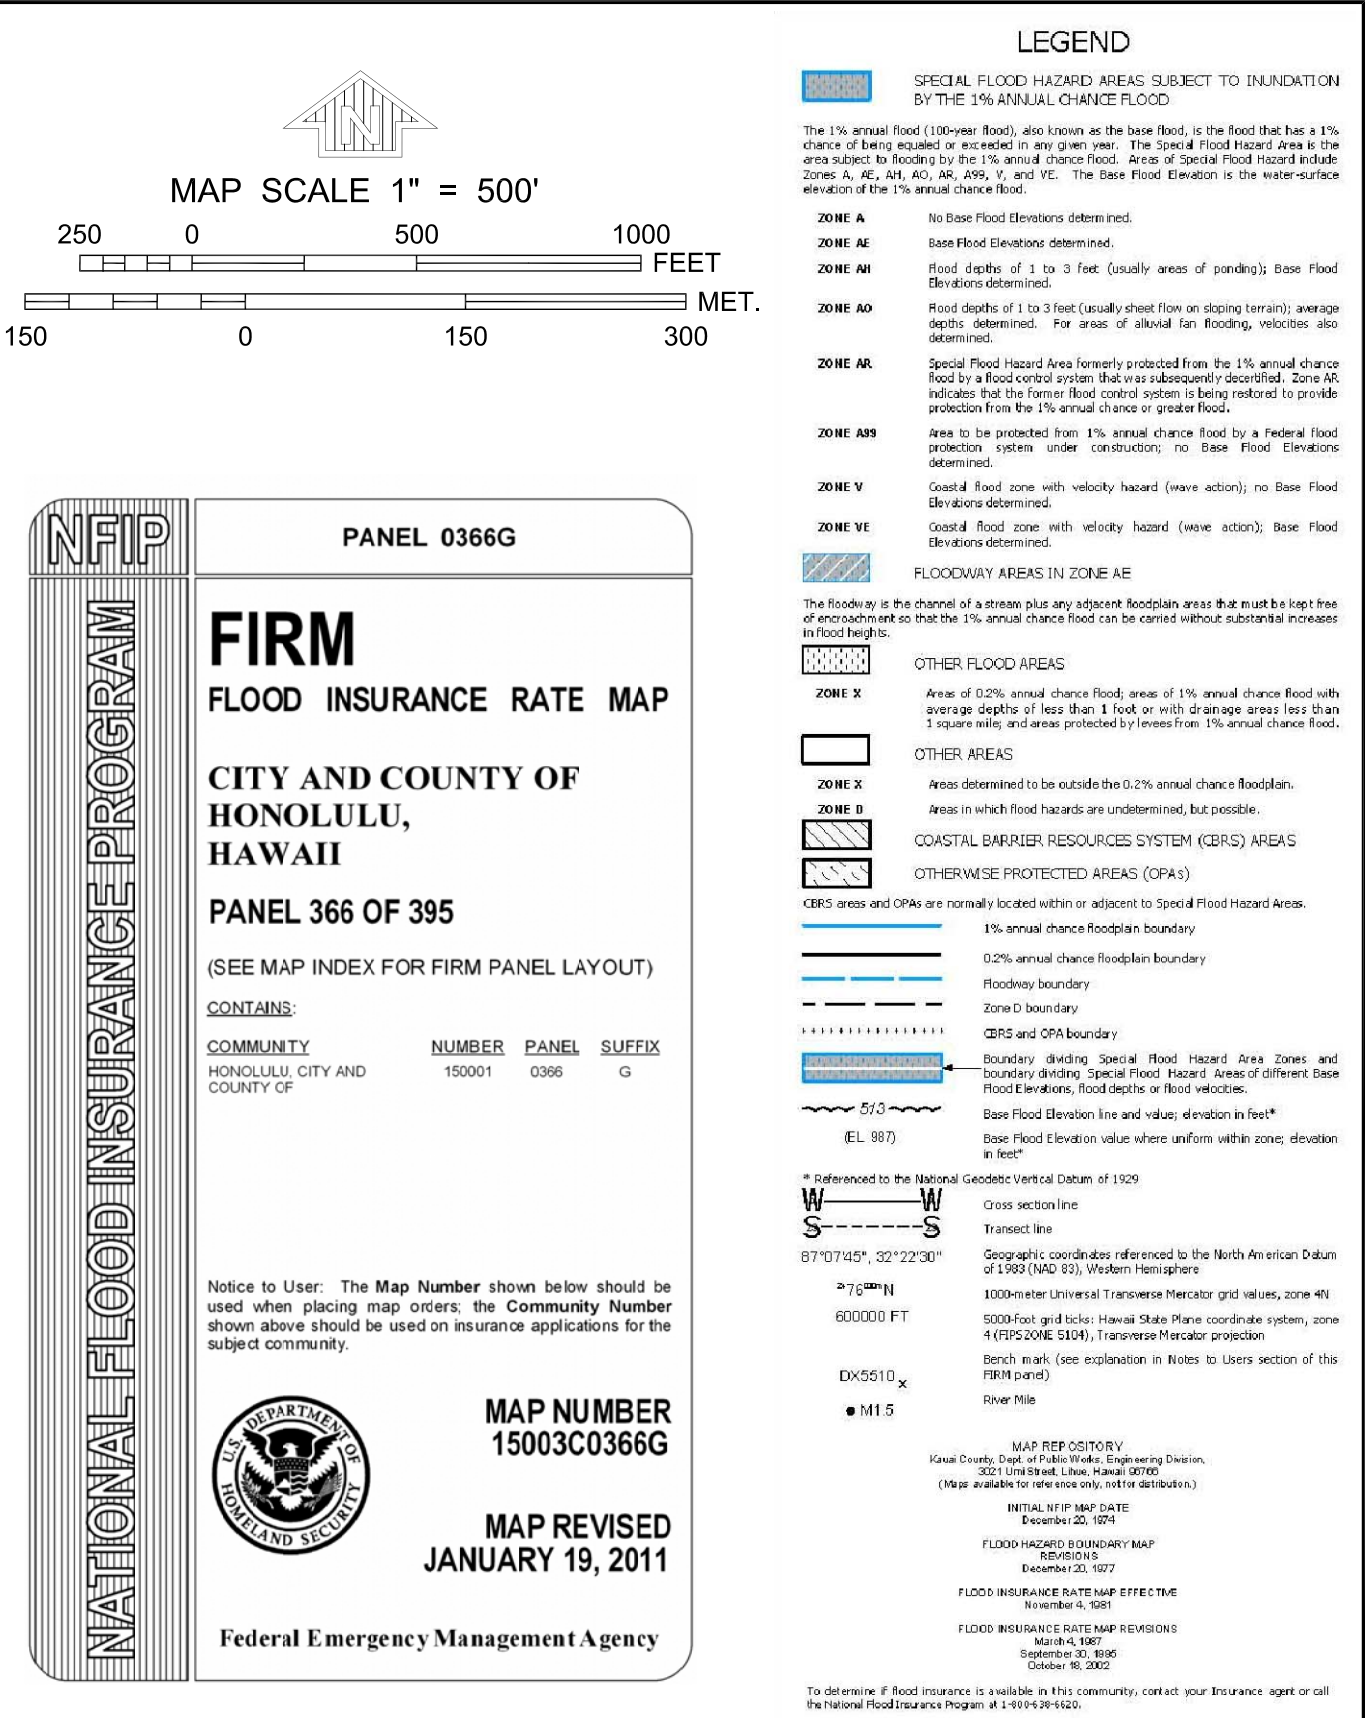 N
MAP SCALE 1" = 500'
250 0 500 1000
FEET
MET.
150 0 150 300
NFIP
PANEL 0366G
NATIONAL FLOOD INSURANCE PROGRAM
FIRM
FLOOD INSURANCE RATE MAP
CITY AND COUNTY OF
HONOLULU,
HAWAII
PANEL 366 OF 395
(SEE MAP INDEX FOR FIRM PANEL LAYOUT)
CONTAINS:
COMMUNITY NUMBER PANEL SUFFIX
HONOLULU, CITY AND 150001 0366 G
COUNTY OF
Notice to User: The Map Number shown below should be
used when placing map orders; the Community Number
shown above should be used on insurance applications for the
subject community.
U.S. DEPARTMENT OF HOMELAND SECURITY
MAP NUMBER
15003C0366G
MAP REVISED
JANUARY 19, 2011
Federal Emergency Management Agency
LEGEND
SPECIAL FLOOD HAZARD AREAS SUBJECT TO INUNDATION
BY THE 1% ANNUAL CHANCE FLOOD
The 1% annual flood (100-year flood), also known as the base flood, is the flood that has a 1%
chance of being equaled or exceeded in any given year. The Special Flood Hazard Area is the
area subject to flooding by the 1% annual chance flood. Areas of Special Flood Hazard include
Zones A, AE, AH, AO, AR, A99, V, and VE. The Base Flood Elevation is the water-surface
elevation of the 1% annual chance flood.
ZONE A No Base Flood Elevations determined.
ZONE AE Base Flood Elevations determined.
ZONE AH Flood depths of 1 to 3 feet (usually areas of ponding); Base Flood
Elevations determined.
ZONE AO Flood depths of 1 to 3 feet (usually sheet flow on sloping terrain); average
depths determined. For areas of alluvial fan flooding, velocities also
determined.
ZONE AR Special Flood Hazard Area formerly protected from the 1% annual chance
flood by a flood control system that was subsequently decertified. Zone AR
indicates that the former flood control system is being restored to provide
protection from the 1% annual chance or greater flood.
ZONE A99 Area to be protected from 1% annual chance flood by a Federal flood
protection system under construction; no Base Flood Elevations
determined.
ZONE V Coastal flood zone with velocity hazard (wave action); no Base Flood
Elevations determined.
ZONE VE Coastal flood zone with velocity hazard (wave action); Base Flood
Elevations determined.
FLOODWAY AREAS IN ZONE AE
The floodway is the channel of a stream plus any adjacent floodplain areas that must be kept free
of encroachment so that the 1% annual chance flood can be carried without substantial increases
in flood heights.
OTHER FLOOD AREAS
ZONE X Areas of 0.2% annual chance flood; areas of 1% annual chance flood with
average depths of less than 1 foot or with drainage areas less than
1 square mile; and areas protected by levees from 1% annual chance flood.
OTHER AREAS
ZONE X Areas determined to be outside the 0.2% annual chance floodplain.
ZONE D Areas in which flood hazards are undetermined, but possible.
COASTAL BARRIER RESOURCES SYSTEM (CBRS) AREAS
OTHERWISE PROTECTED AREAS (OPAs)
CBRS areas and OPAs are normally located within or adjacent to Special Flood Hazard Areas.
1% annual chance floodplain boundary
0.2% annual chance floodplain boundary
Floodway boundary
Zone D boundary
CBRS and OPA boundary
Boundary dividing Special Flood Hazard Area Zones and
boundary dividing Special Flood Hazard Areas of different Base
Flood Elevations, flood depths or flood velocities.
513 Base Flood Elevation line and value; elevation in feet*
(EL 987) Base Flood Elevation value where uniform within zone; elevation
in feet*
* Referenced to the National Geodetic Vertical Datum of 1929
W W Cross section line
S S Transect line
87°07'45", 32°22'30" Geographic coordinates referenced to the North American Datum
of 1983 (NAD 83), Western Hemisphere
76 N 1000-meter Universal Transverse Mercator grid values, zone 4N
600000 FT 5000-foot grid ticks: Hawaii State Plane coordinate system, zone
4 (FIPSZONE 5104), Transverse Mercator projection
DX5510 x Bench mark (see explanation in Notes to Users section of this
FIRM panel)
M1.5 River Mile
MAP REPOSITORY
Kauai County, Dept. of Public Works, Engineering Division,
3021 Umi Street, Lihue, Hawaii 96766
(Maps available for reference only, not for distribution.)
INITIAL NFIP MAP DATE
December 20, 1974
FLOOD HAZARD BOUNDARY MAP
REVISIONS
December 20, 1977
FLOOD INSURANCE RATE MAP EFFECTIVE
November 4, 1981
FLOOD INSURANCE RATE MAP REVISIONS
March 4, 1987
September 30, 1995
October 18, 2002
To determine if flood insurance is available in this community, contact your Insurance agent or call
the National Flood Insurance Program at 1-800-638-6620.